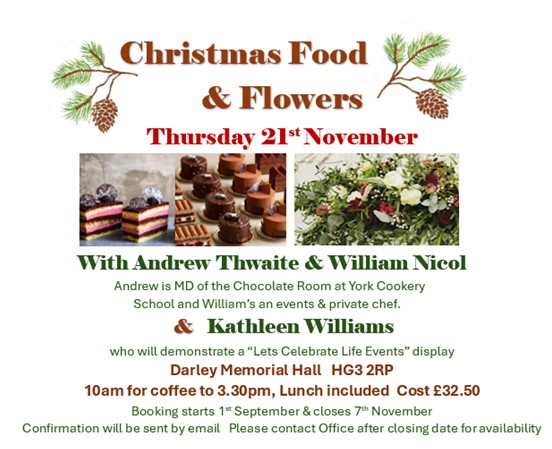 Christmas Food
& Flowers
Thursday 21st November
With Andrew Thwaite & William Nicol
Andrew is MD of the Chocolate Room at York Cookery
School and William's an events & private chef.
& Kathleen Williams
who will demonstrate a “Lets Celebrate Life Events” display
Darley Memorial Hall HG3 2RP
10am for coffee to 3.30pm, Lunch included Cost £32.50
Booking starts 1st September & closes 7th November
Confirmation will be sent by email Please contact Office after closing date for availability